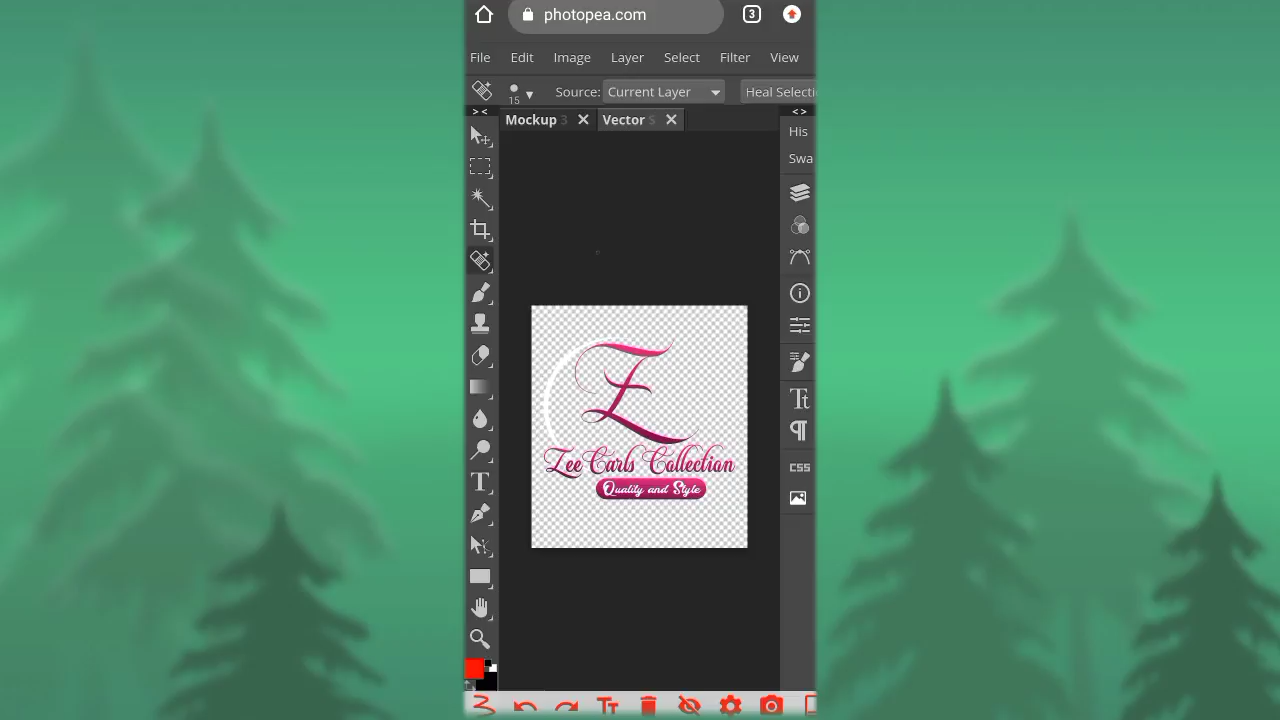 photopea.com
3
File Edit Image Layer Select Filter View
15 Source: Current Layer Heal Selecti
Mockup 3 Vector S
His
Swa
Zee Carls Collection
Quality and Style
CSS